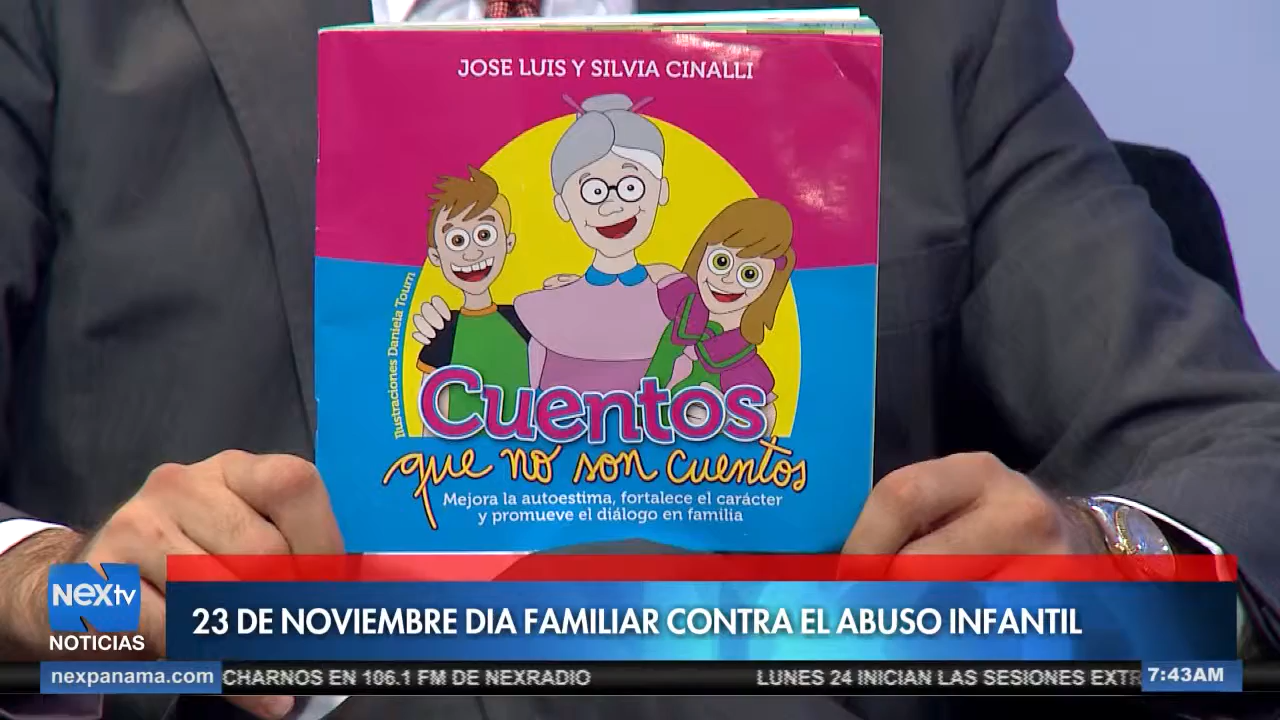 JOSE LUIS Y SILVIA CINALLI
Ilustraciones Daniela Tourn
Cuentos
que no son cuentos
Mejora la autoestima, fortalece el carácter
y promueve el diálogo en familia
NEXtv
NOTICIAS
23 DE NOVIEMBRE DIA FAMILIAR CONTRA EL ABUSO INFANTIL
nexpanama.com
CHARNOS EN 106.1 FM DE NEXRADIO
LUNES 24 INICIAN LAS SESIONES EXTR
7:43AM